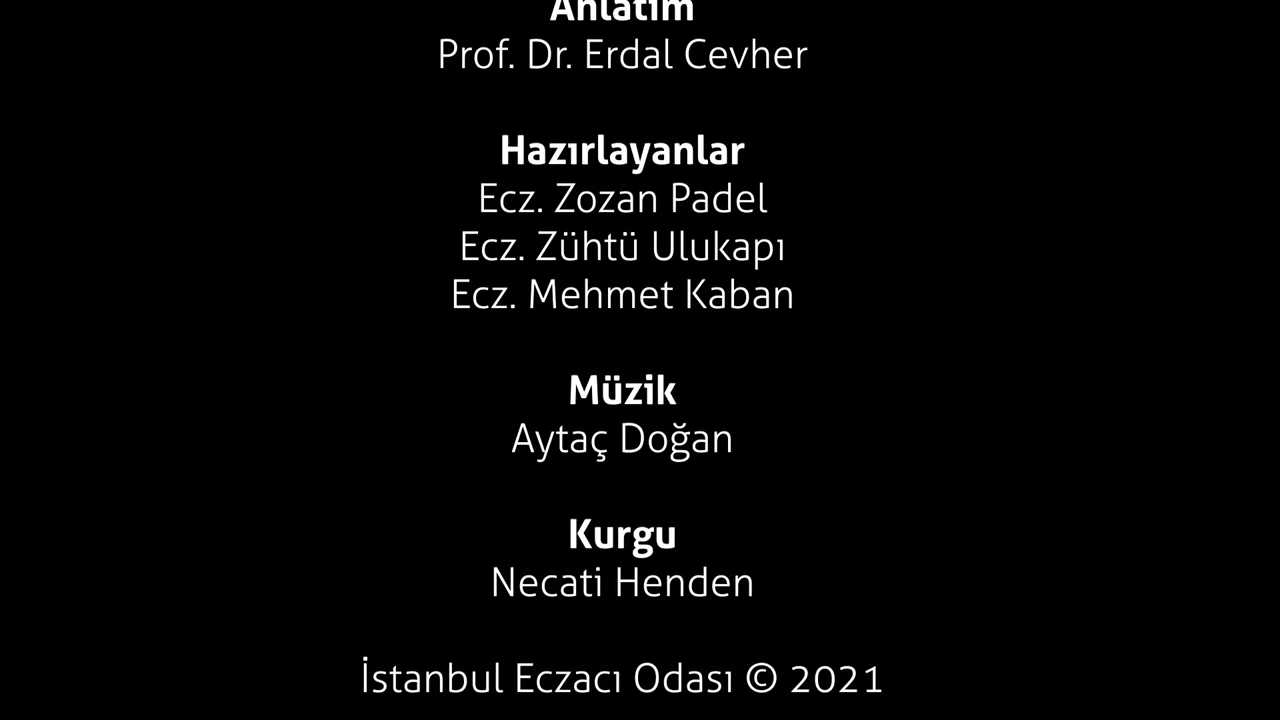 Anlatım
Prof. Dr. Erdal Cevher
Hazırlayanlar
Ecz. Zozan Padel
Ecz. Zühtü Ulukapı
Ecz. Mehmet Kaban
Müzik
Aytaç Doğan
Kurgu
Necati Henden
İstanbul Eczacı Odası © 2021